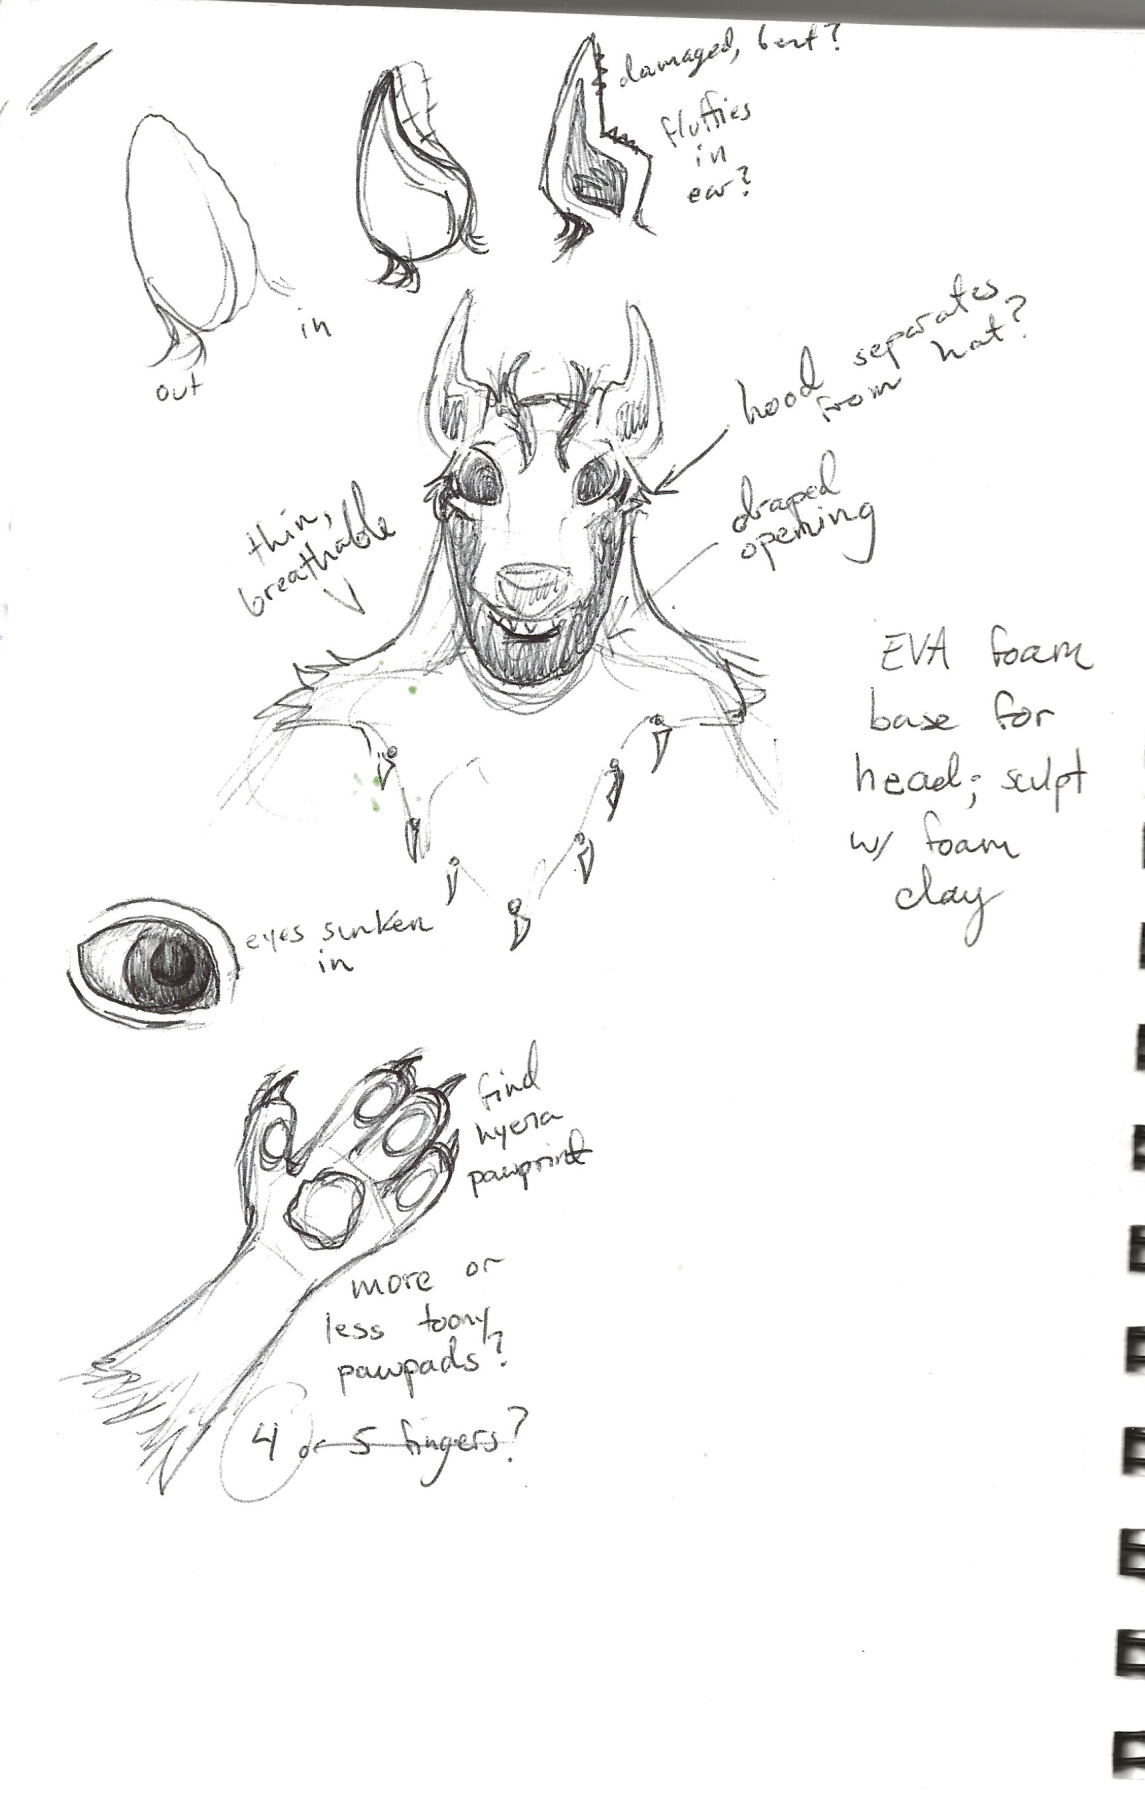 damaged, bent?
fluffies
in
ear?
in
out
hood separates
from hat?
thin,
breathable
draped
opening
EVA foam
base for
head; sculpt
w/ foam
clay
eyes sunken
in
find
hyena
pawprint
more or
less toony
pawpads?
4 or 5 fingers?